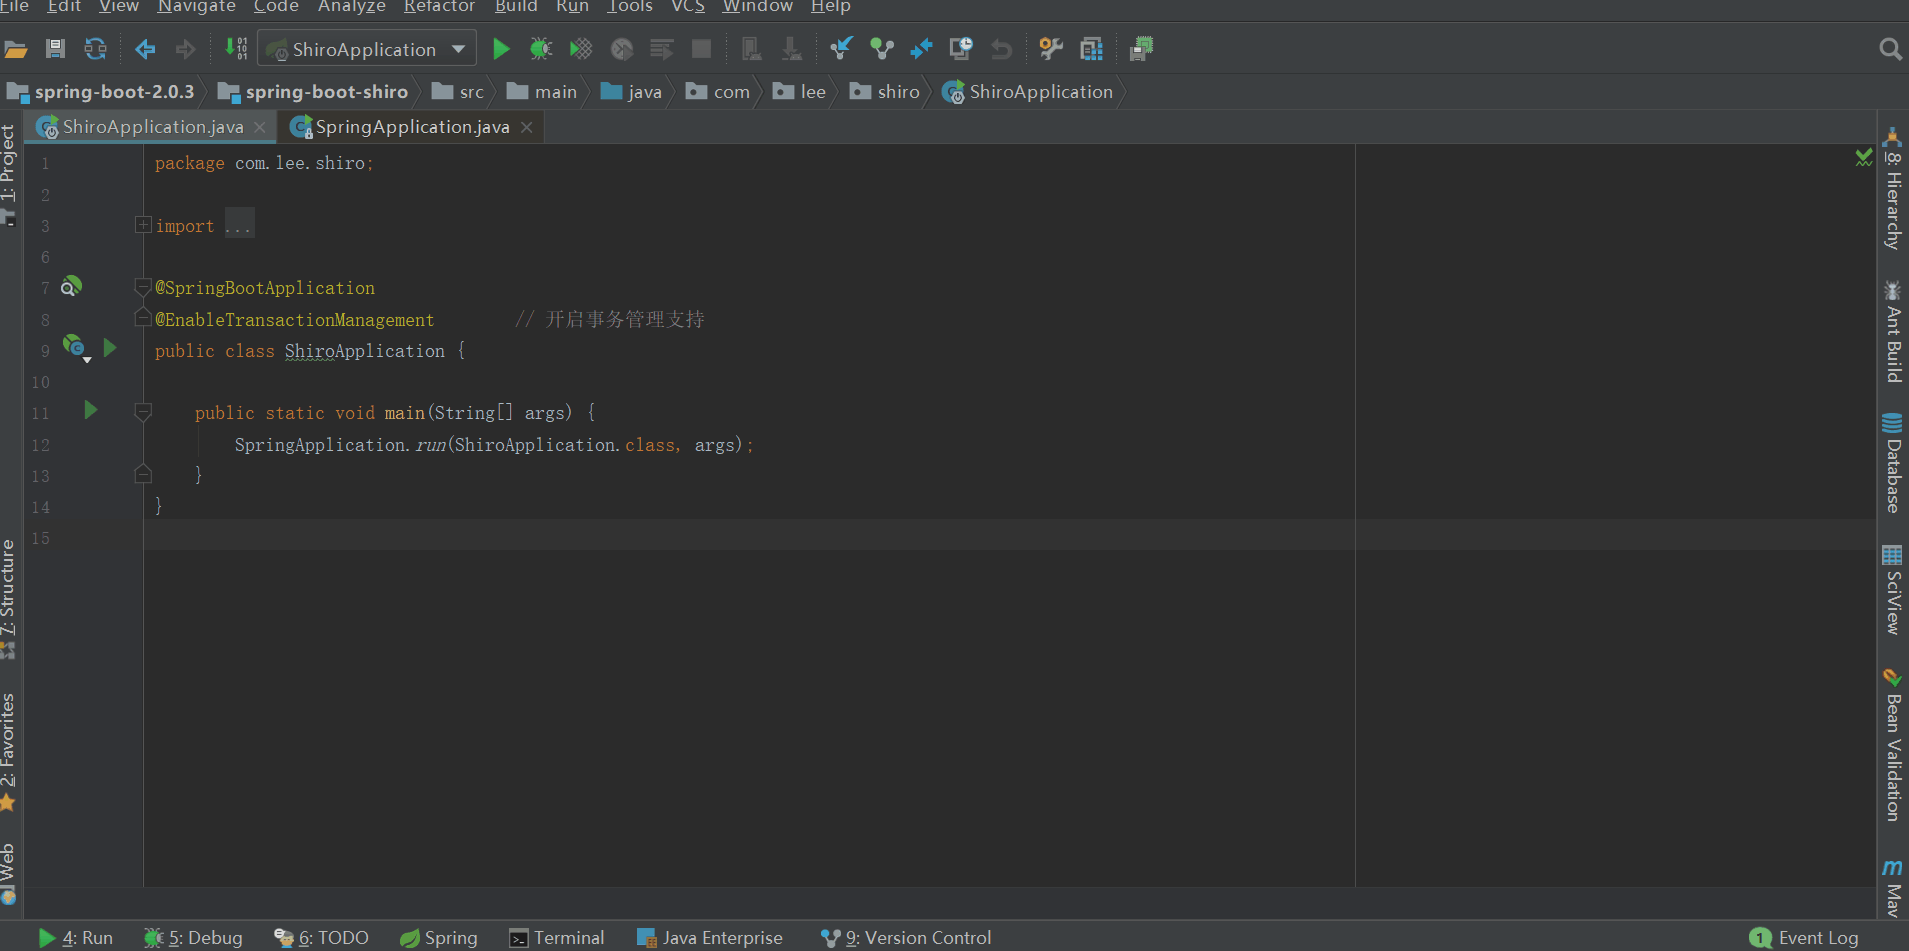 File Edit View Navigate Code Analyze Refactor Build Run Tools VCS Window Help
ShiroApplication
spring-boot-2.0.3 spring-boot-shiro src main java com lee shiro ShiroApplication
ShiroApplication.java SpringApplication.java
1 package com.lee.shiro;
2
3 import ...
6
7 @SpringBootApplication
8 @EnableTransactionManagement // 开启事务管理支持
9 public class ShiroApplication {
10
11 public static void main(String[] args) {
12 SpringApplication.run(ShiroApplication.class, args);
13 }
14 }
15
1: Project
7: Structure
2: Favorites
Web
8: Hierarchy
Ant Build
Database
SciView
Bean Validation
m Mav
4: Run 5: Debug 6: TODO Spring Terminal Java Enterprise 9: Version Control 1 Event Log